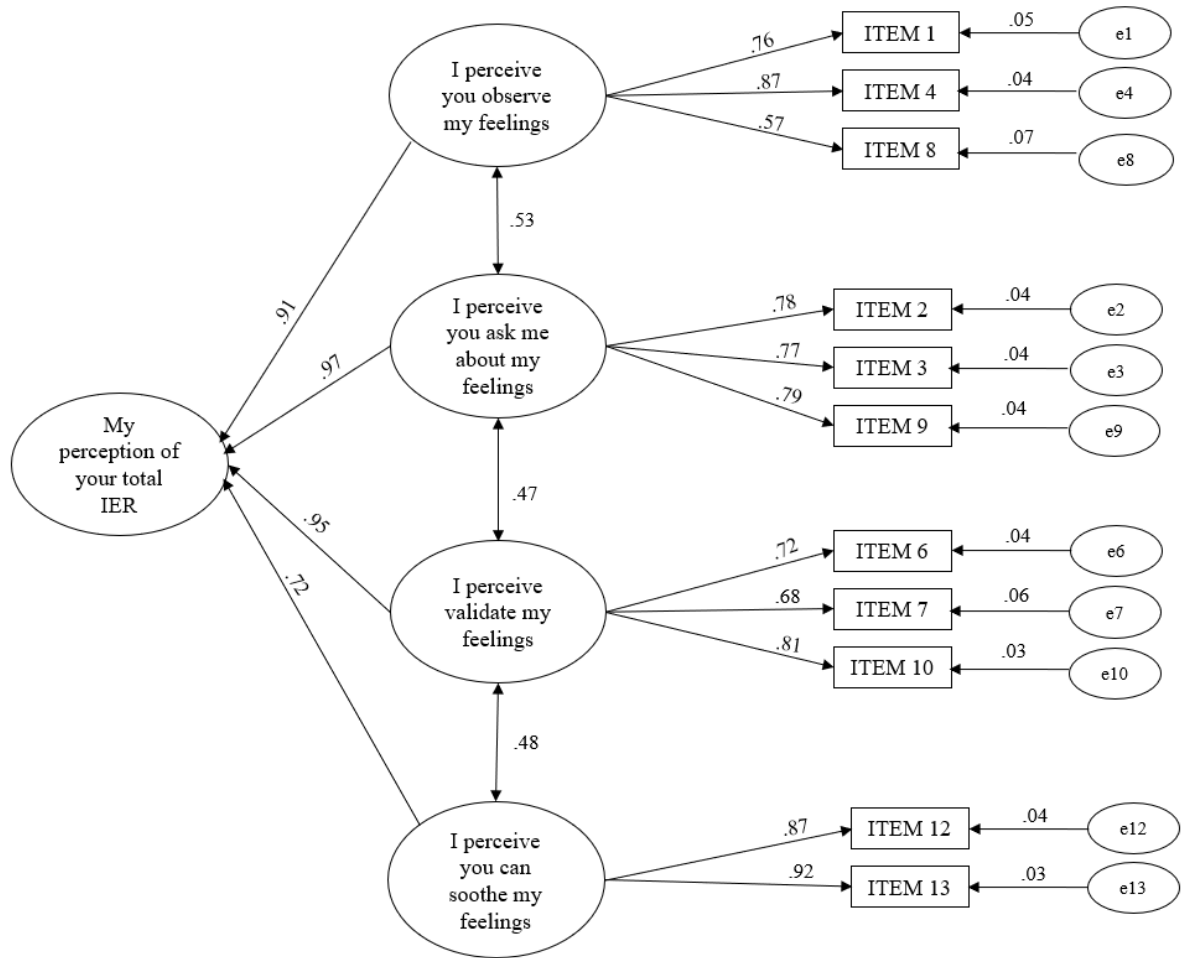 I perceive
you observe
my feelings
.76
.87
.57
ITEM 1
ITEM 4
ITEM 8
.05
.04
.07
e1
e4
e8
.53
.91
I perceive
you ask me
about my
feelings
.78
.77
.79
ITEM 2
ITEM 3
ITEM 9
.04
.04
.04
e2
e3
e9
.97
My
perception of
your total
IER
.47
.95
I perceive
validate my
feelings
.72
.68
.81
ITEM 6
ITEM 7
ITEM 10
.04
.06
.03
e6
e7
e10
.72
.48
I perceive
you can
soothe my
feelings
.87
.92
ITEM 12
ITEM 13
.04
.03
e12
e13